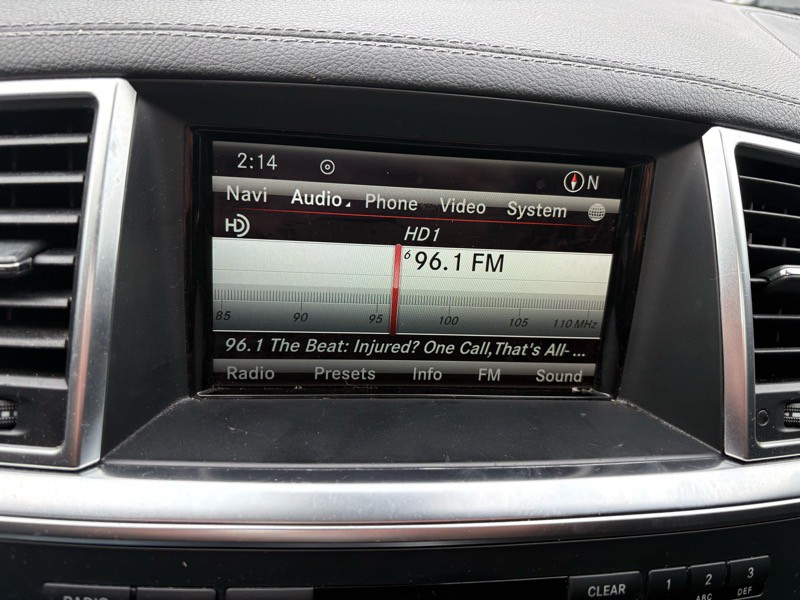 2:14 N
Navi Audio Phone Video System
HD HD1
6 96.1 FM
85 90 95 100 105 110 MHz
96.1 The Beat: Injured? One Call,That's All-...
Radio Presets Info FM Sound
RADIO CLEAR 1 2 ABC 3 DEF